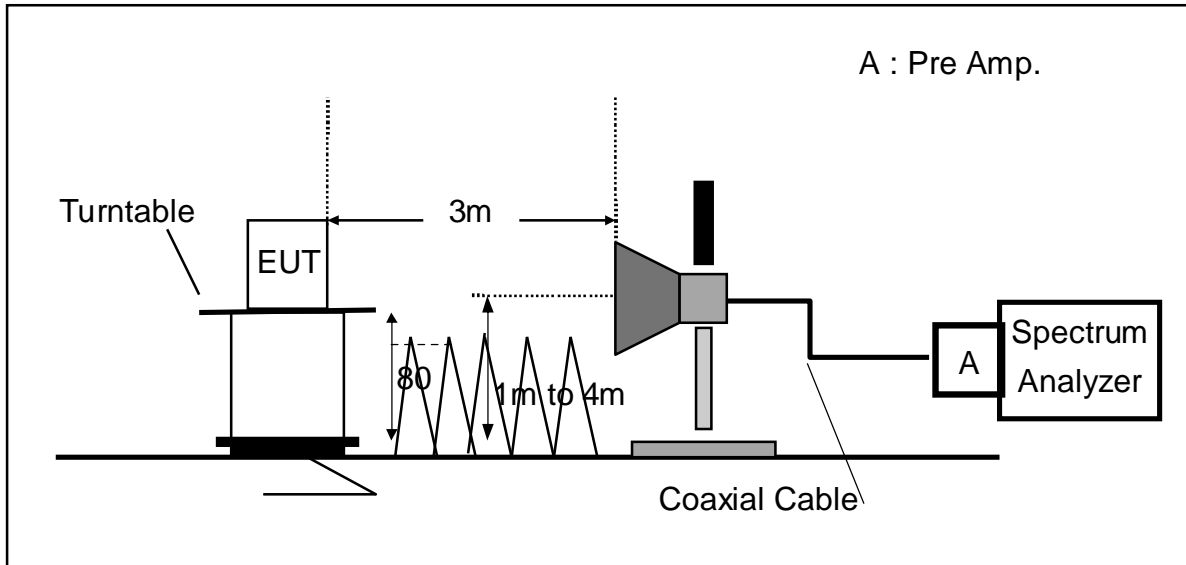 A : Pre Amp.
Turntable
3m
EUT
80
1m to 4m
A
Spectrum
Analyzer
Coaxial Cable